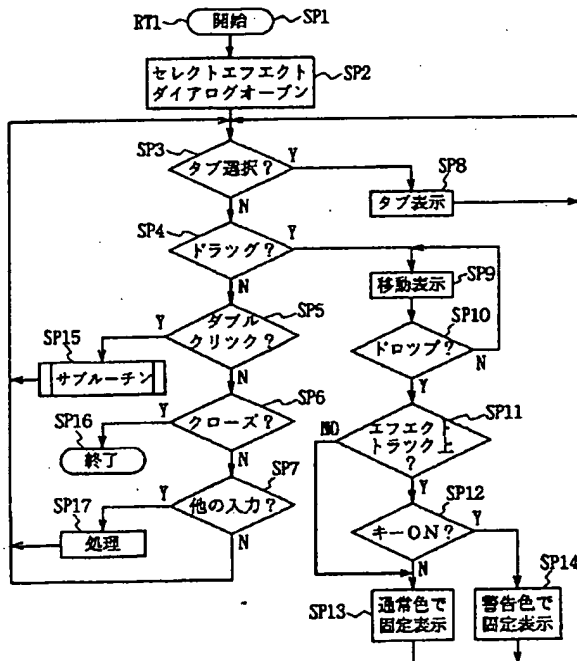 RT1
開始
SP1
セレクトエフエクト
ダイアログオープン
SP2
SP3
タブ選択?
Y
N
SP8
タブ表示
SP4
ドラッグ?
Y
N
移動表示
SP9
SP5
ダブル
クリック?
Y
N
SP10
ドロップ?
N
Y
SP15
サブルーチン
SP6
クローズ?
Y
N
SP16
終了
SP11
エフエクト
トラック上
?
NO
Y
SP7
他の入力?
Y
N
SP17
処理
SP12
キーON?
Y
N
SP13
通常色で
固定表示
SP14
警告色で
固定表示